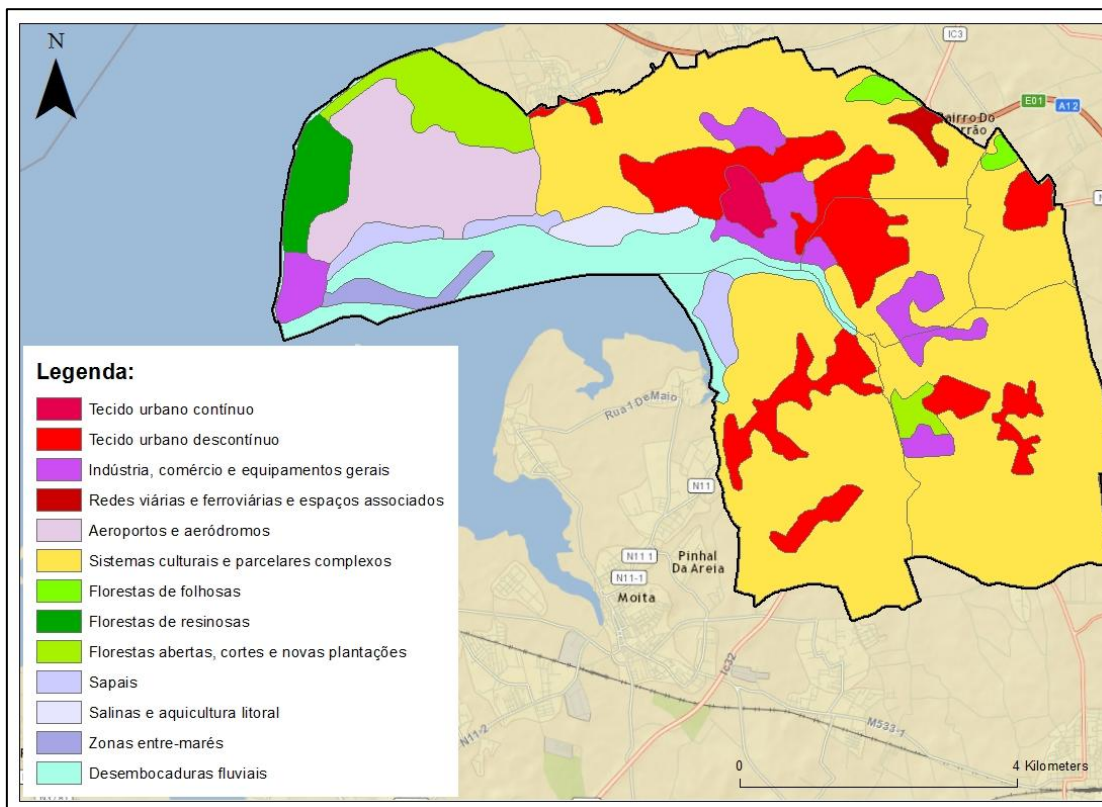 N
IC3
E01
A12
Bairro Do
N
Legenda:
Tecido urbano contínuo
Tecido urbano descontínuo
Indústria, comércio e equipamentos gerais
Redes viárias e ferroviárias e espaços associados
Aeroportos e aeródromos
Sistemas culturais e parcelares complexos
Florestas de folhosas
Florestas de resinosas
Florestas abertas, cortes e novas plantações
Sapais
Salinas e aquicultura litoral
Zonas entre-marés
Desembocaduras fluviais
Rua 1 De Maio
N11
N11 1
N11-1
Pinhal
Da Areia
Moita
Ic32
M533-1
N11-2
0
4 Kilometers